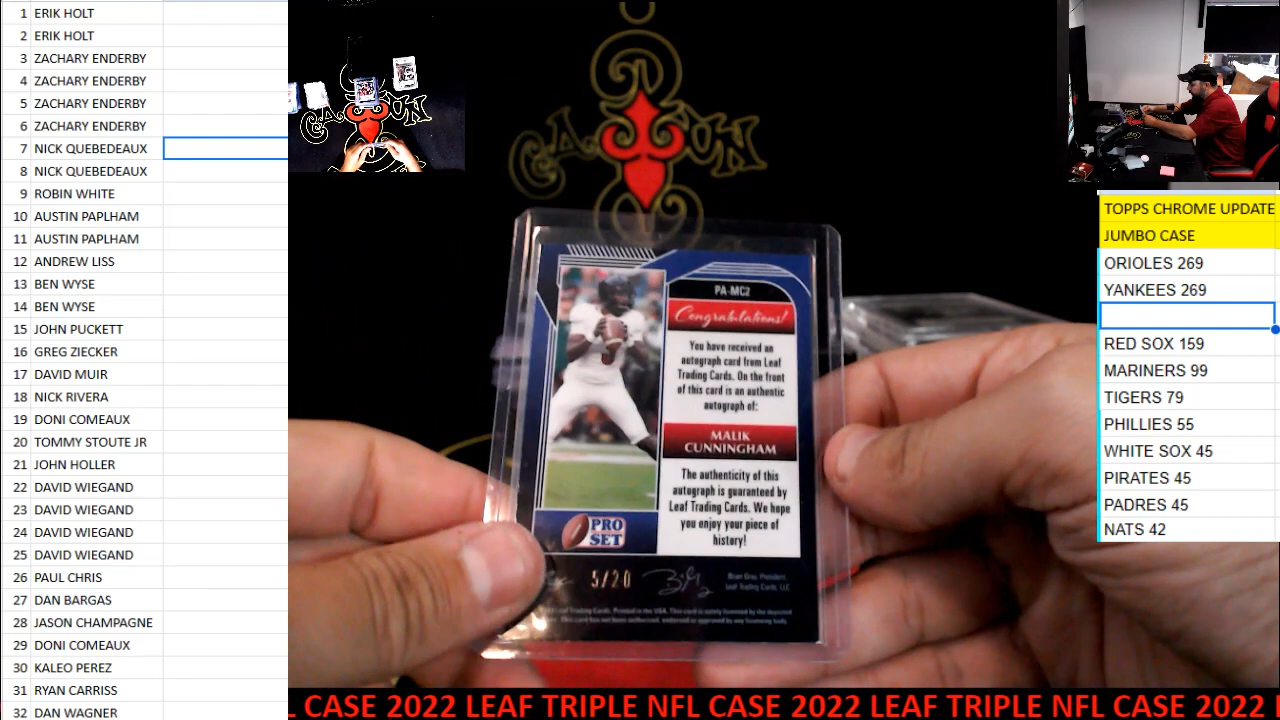 1 ERIK HOLT
2 ERIK HOLT
3 ZACHARY ENDERBY
4 ZACHARY ENDERBY
5 ZACHARY ENDERBY
6 ZACHARY ENDERBY
7 NICK QUEBEDEAUX
8 NICK QUEBEDEAUX
9 ROBIN WHITE
10 AUSTIN PAPLHAM
11 AUSTIN PAPLHAM
12 ANDREW LISS
13 BEN WYSE
14 BEN WYSE
15 JOHN PUCKETT
16 GREG ZIECKER
17 DAVID MUIR
18 NICK RIVERA
19 DONI COMEAUX
20 TOMMY STOUTE JR
21 JOHN HOLLER
22 DAVID WIEGAND
23 DAVID WIEGAND
24 DAVID WIEGAND
25 DAVID WIEGAND
26 PAUL CHRIS
27 DAN BARGAS
28 JASON CHAMPAGNE
29 DONI COMEAUX
30 KALEO PEREZ
31 RYAN CARRISS
32 DAN WAGNER
PA-MC2
Congratulations!
You have received an
autograph card from Leaf
Trading Cards. On the front
of this card is an authentic
autograph of:
MALIK
CUNNINGHAM
The authenticity of this
autograph is guaranteed by
Leaf Trading Cards. We hope
you enjoy your piece of
history!
PRO
SET
5/20
Brian Gray, President,
Leaf Trading Cards, LLC
TOPPS CHROME UPDATE
JUMBO CASE
ORIOLES 269
YANKEES 269
RED SOX 159
MARINERS 99
TIGERS 79
PHILLIES 55
WHITE SOX 45
PIRATES 45
PADRES 45
NATS 42
L CASE 2022 LEAF TRIPLE NFL CASE 2022 LEAF TRIPLE NFL CASE 2022